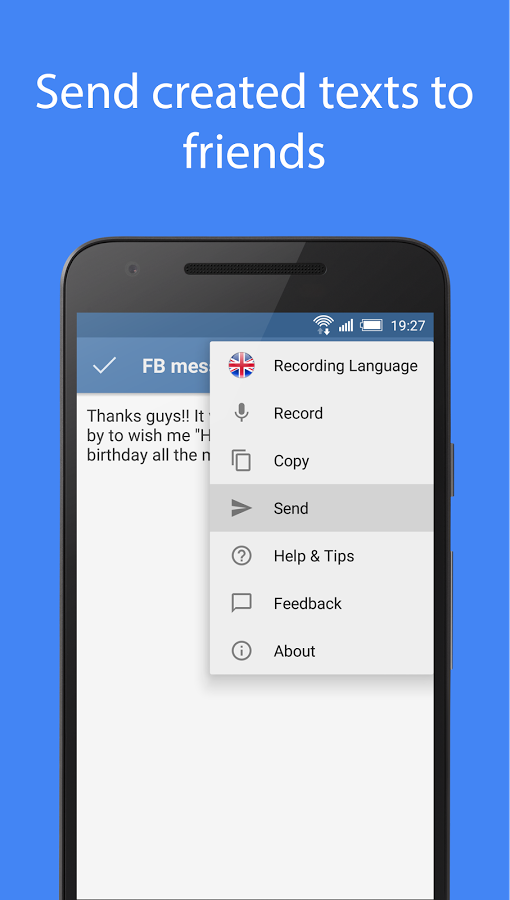 Send created texts to
friends
19:27
FB mes
Recording Language
Thanks guys!! It
by to wish me "H
birthday all the
Record
Copy
Send
Help & Tips
Feedback
About